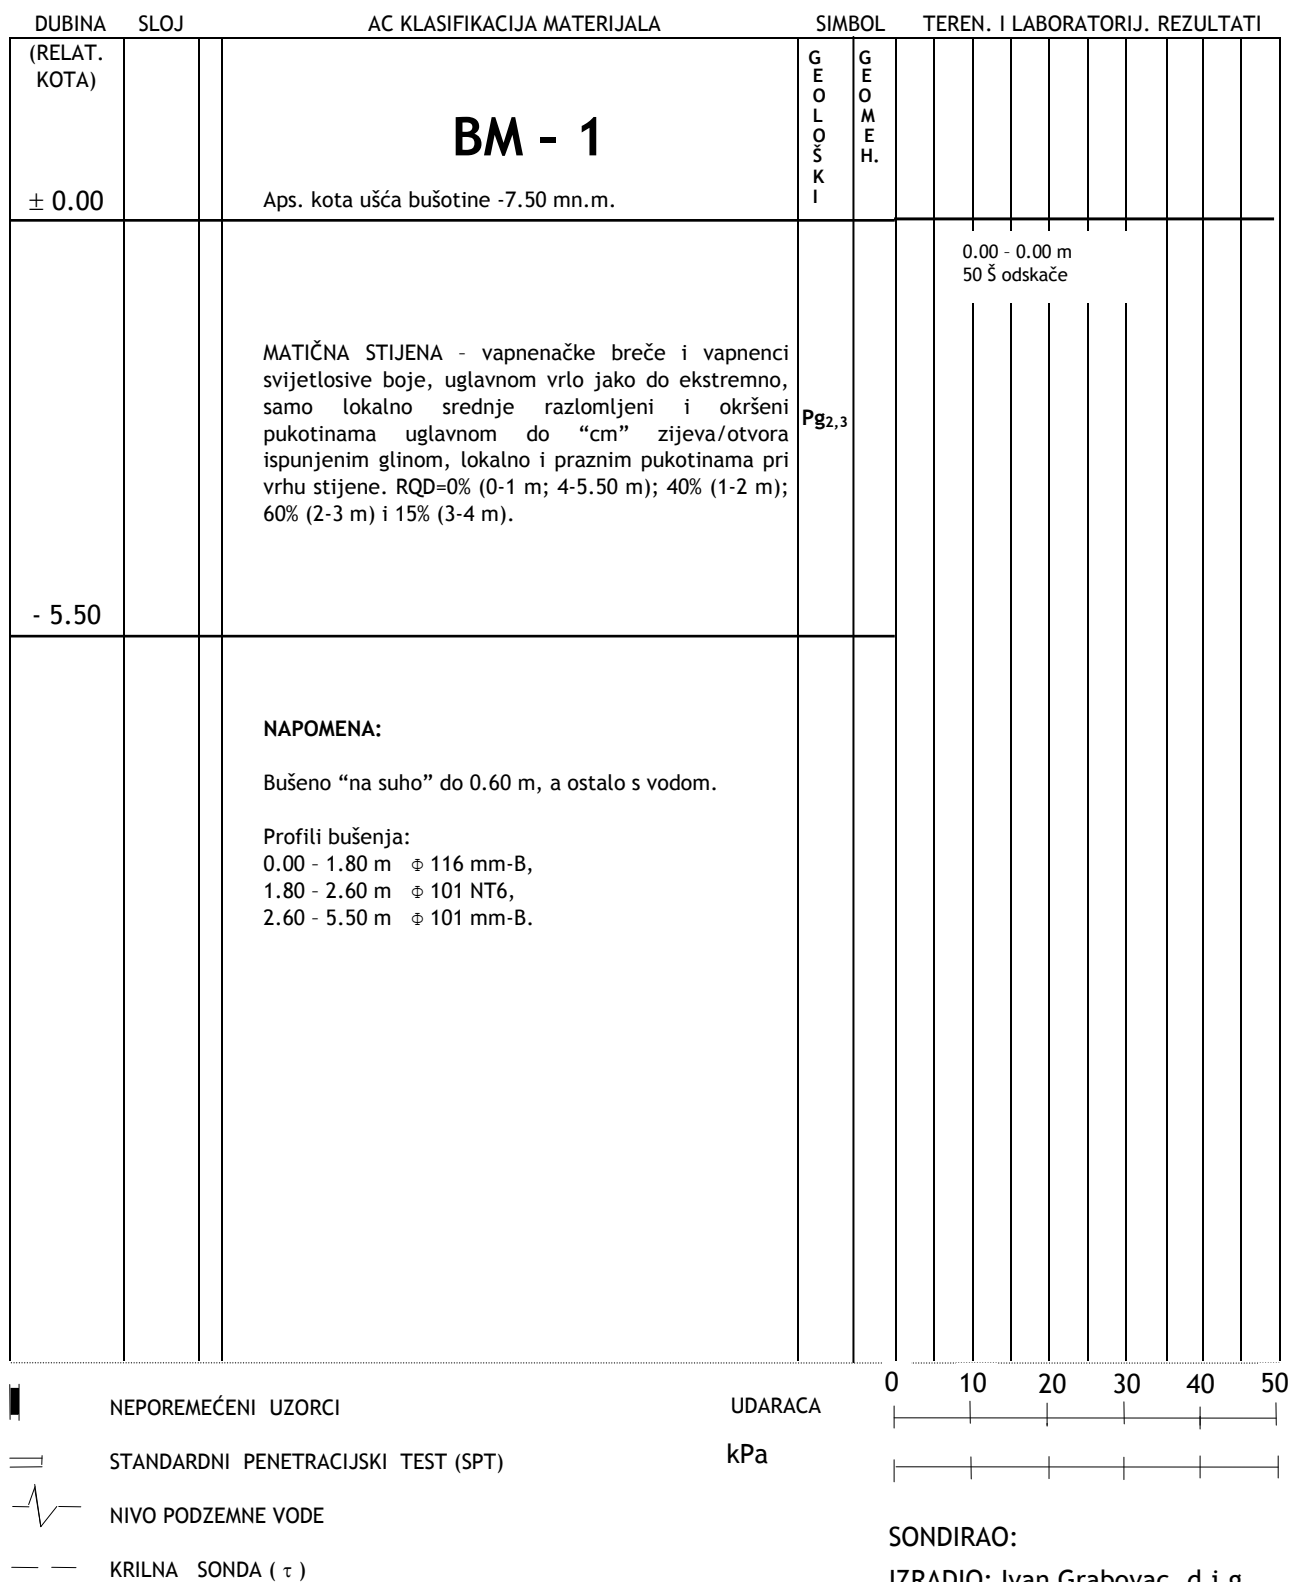 DUBINA SLOJ AC KLASIFIKACIJA MATERIJALA SIMBOL TEREN. I LABORATORIJ. REZULTATI
(RELAT.
KOTA)
GEOLOŠKI
GEOMEH.
BM - 1
± 0.00
Aps. kota ušća bušotine -7.50 mn.m.
0.00 – 0.00 m
50 Š odskače
MATIČNA STIJENA – vapnenačke breče i vapnenci
svijetlosive boje, uglavnom vrlo jako do ekstremno,
samo lokalno srednje razlomljeni i okršeni
pukotinama uglavnom do “cm” zijeva/otvora
ispunjenim glinom, lokalno i praznim pukotinama pri
vrhu stijene. RQD=0% (0-1 m; 4-5.50 m); 40% (1-2 m);
60% (2-3 m) i 15% (3-4 m).
Pg2,3
- 5.50
NAPOMENA:
Bušeno “na suho” do 0.60 m, a ostalo s vodom.
Profili bušenja:
0.00 – 1.80 m Φ 116 mm-B,
1.80 – 2.60 m Φ 101 NT6,
2.60 – 5.50 m Φ 101 mm-B.
0 10 20 30 40 50
NEPOREMEĆENI UZORCI
UDARACA
STANDARDNI PENETRACIJSKI TEST (SPT)
kPa
NIVO PODZEMNE VODE
KRILNA SONDA ( τ )
SONDIRAO:
IZRADIO: Ivan Grabovac, d.i.g.